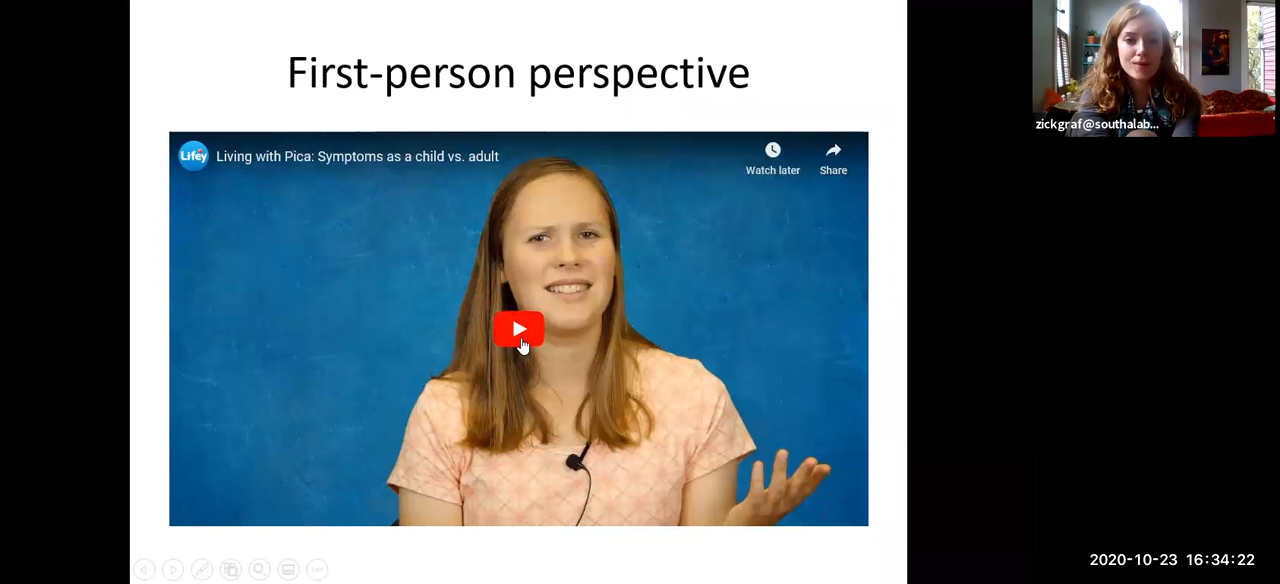 First-person perspective
Lifey
Living with Pica: Symptoms as a child vs. adult
Watch later
Share
zickgraf@southalab...
2020-10-23 16:34:22